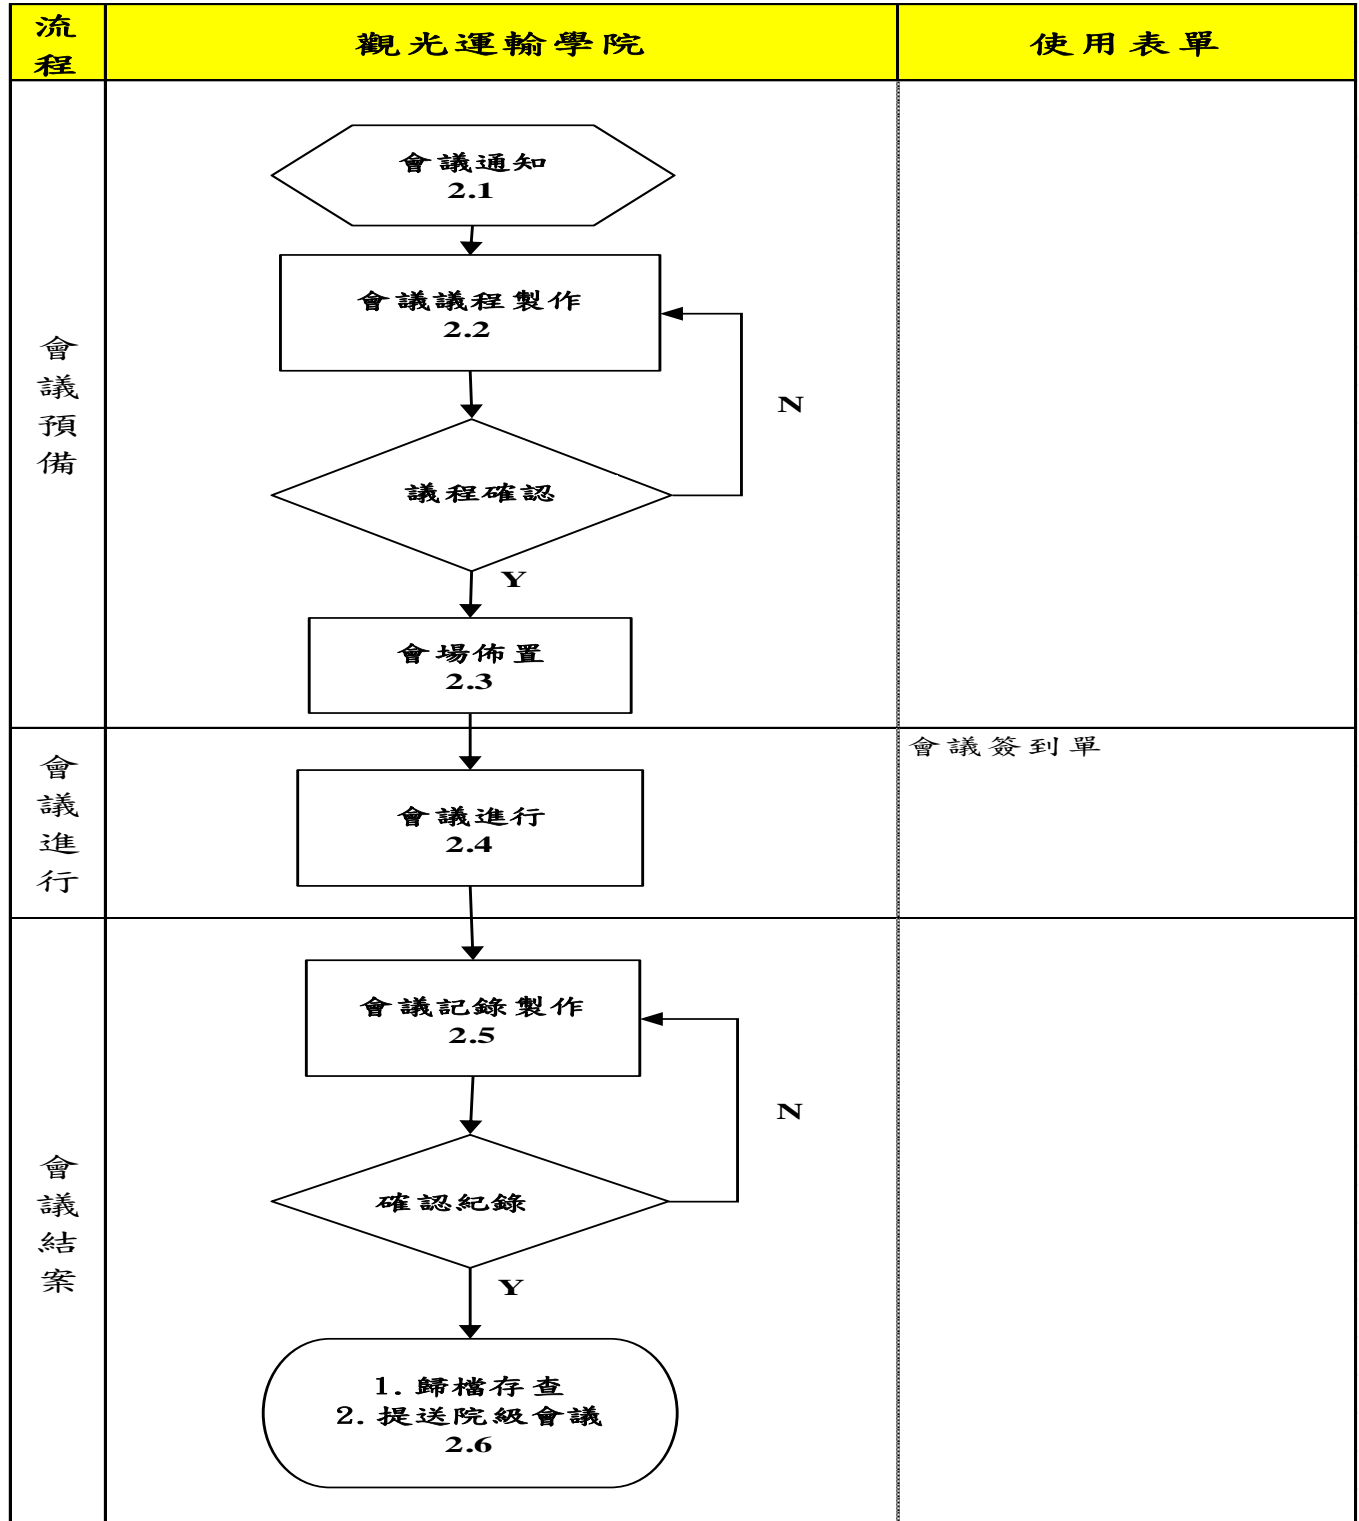 流程
觀光運輸學院
使用表單
會議預備
會議通知
2.1
會議議程製作
2.2
N
議程確認
Y
會場佈置
2.3
會議進行
會議簽到單
會議進行
2.4
會議結案
會議記錄製作
2.5
N
確認紀錄
Y
1. 歸檔存查
2. 提送院級會議
2.6